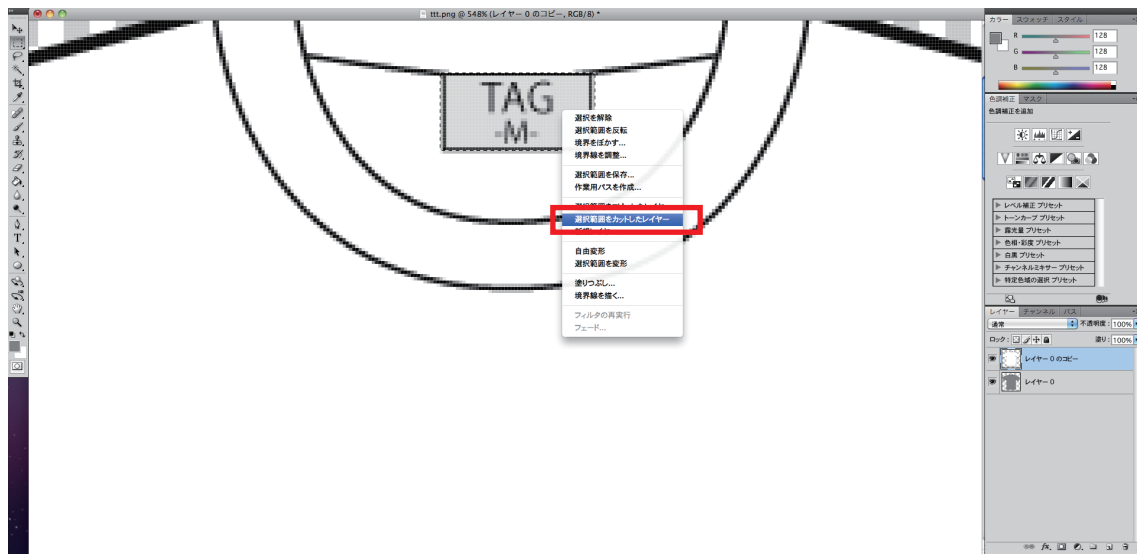 ttt.png @ 548% (レイヤー 0 のコピー, RGB/8) *
TAG
-M-
選択を解除
選択範囲を反転
境界をぼかす...
境界線を調整...
選択範囲を保存...
作業用パスを作成...
選択範囲をカットしたレイヤー
自由変形
選択範囲を変形
塗りつぶし...
境界線を描く...
フィルタの再実行
フェード...
カラー スウォッチ スタイル
R 128
G 128
B 128
色調補正 マスク
色調補正を追加
レベル補正 プリセット
トーンカーブ プリセット
露光量 プリセット
色相・彩度 プリセット
白黒 プリセット
チャンネルミキサー プリセット
特定色域の選択 プリセット
レイヤー チャンネル パス
通常 不透明度: 100%
ロック: 塗り: 100%
レイヤー 0 のコピー
レイヤー 0